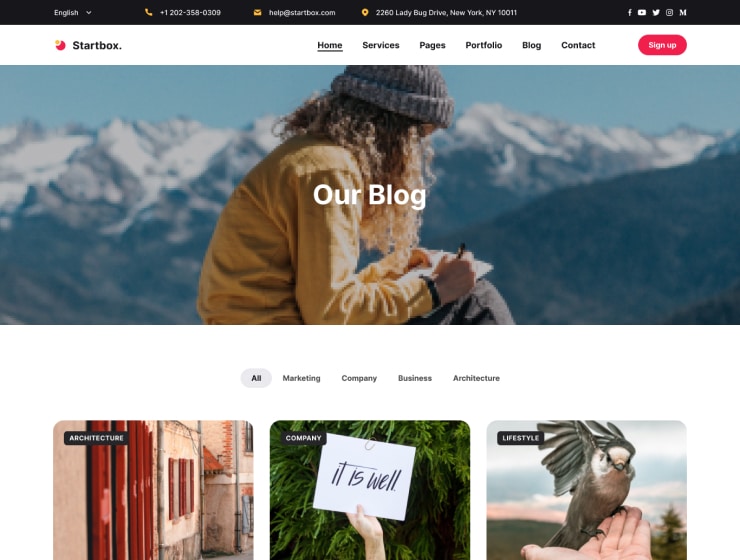 English +1 202-358-0309 help@startbox.com 2260 Lady Bug Drive, New York, NY 10011
Startbox. Home Services Pages Portfolio Blog Contact Sign up
Our Blog
All Marketing Company Business Architecture
ARCHITECTURE COMPANY LIFESTYLE
it is well.